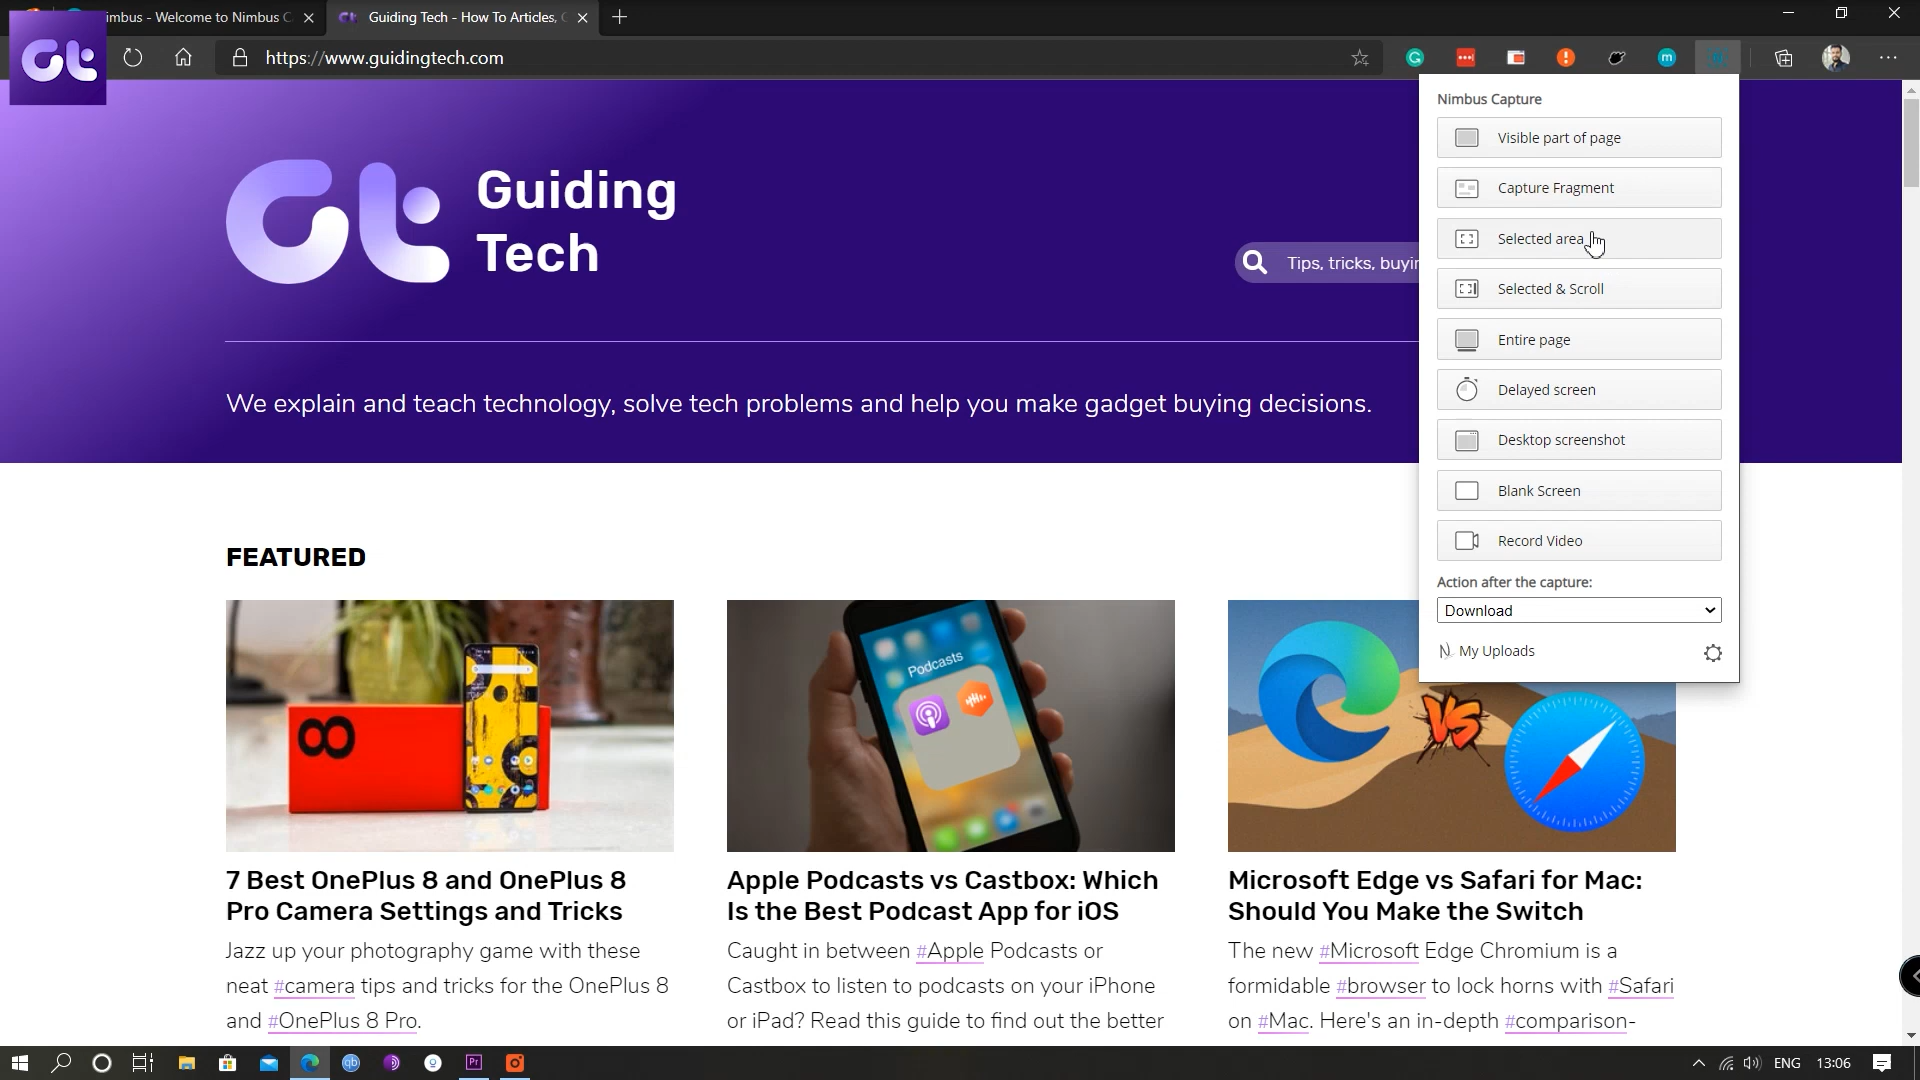 imbus - Welcome to Nimbus C
Guiding Tech - How To Articles, G
https://www.guidingtech.com
Guiding
Tech
Tips, tricks, buyin
We explain and teach technology, solve tech problems and help you make gadget buying decisions.
Nimbus Capture
Visible part of page
Capture Fragment
Selected area
Selected & Scroll
Entire page
Delayed screen
Desktop screenshot
Blank Screen
Record Video
Action after the capture:
Download
My Uploads
FEATURED
8
Podcasts
VS
7 Best OnePlus 8 and OnePlus 8
Pro Camera Settings and Tricks
Jazz up your photography game with these
neat #camera tips and tricks for the OnePlus 8
and #OnePlus 8 Pro.
Apple Podcasts vs Castbox: Which
Is the Best Podcast App for iOS
Caught in between #Apple Podcasts or
Castbox to listen to podcasts on your iPhone
or iPad? Read this guide to find out the better
Microsoft Edge vs Safari for Mac:
Should You Make the Switch
The new #Microsoft Edge Chromium is a
formidable #browser to lock horns with #Safari
on #Mac. Here's an in-depth #comparison-
qb
Pr
ENG
13:06